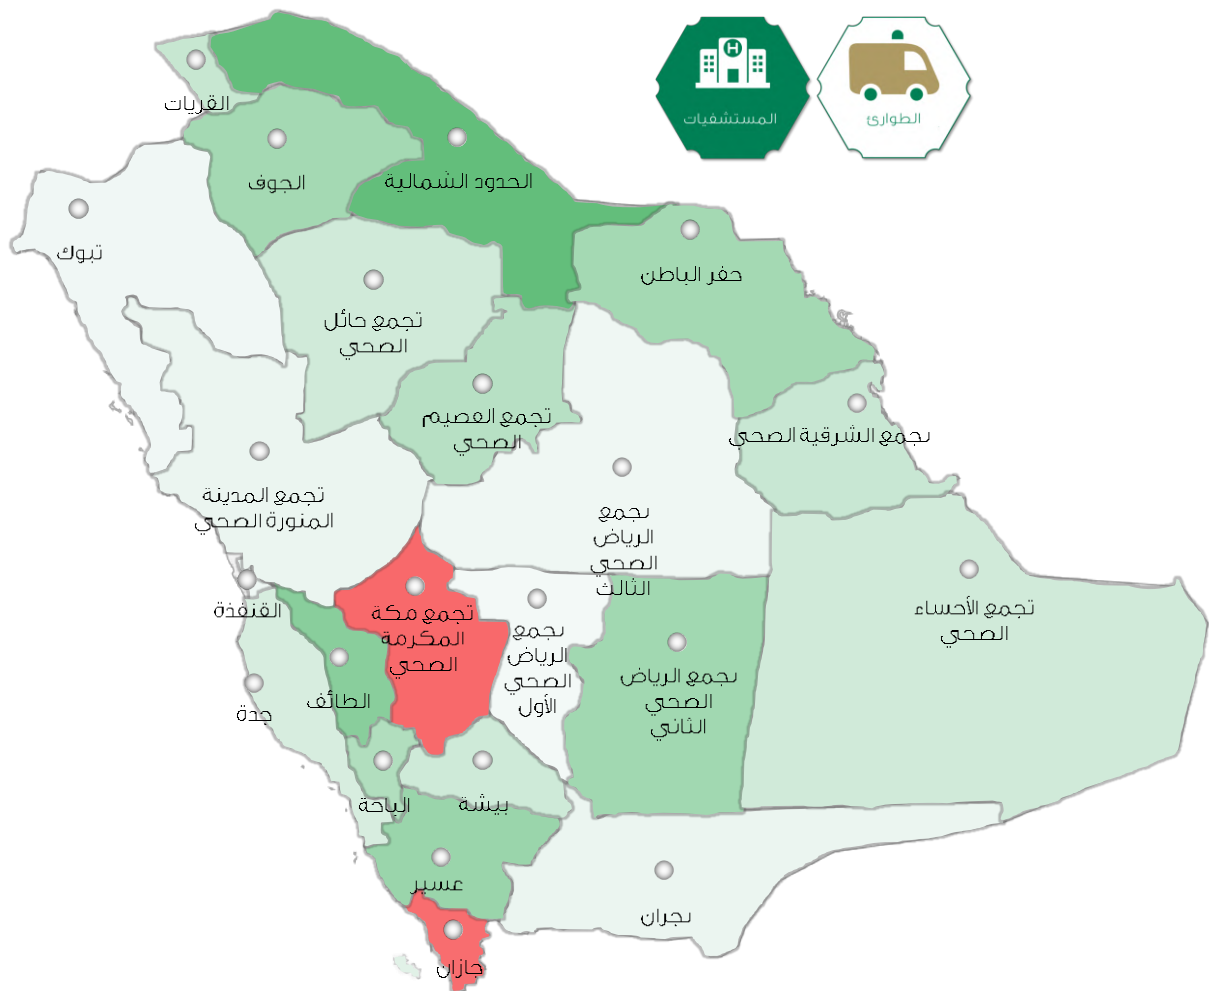 المستشفيات
الطوارئ
القريات
الحدود الشمالية
الجوف
تبوك
حفر الباطن
تجمع حائل
الصحي
تجمع القصيم
الصحي
تجمع الشرقية الصحي
تجمع المدينة
المنورة الصحي
تجمع
الرياض
الصحي
الثالث
القنفذة
تجمع مكة
المكرمة
الصحي
تجمع
الرياض
الصحي
الأول
تجمع الأحساء
الصحي
تجمع الرياض
الصحي
الثاني
الطائف
جدة
الباحة
بيشة
عسير
نجران
جازان